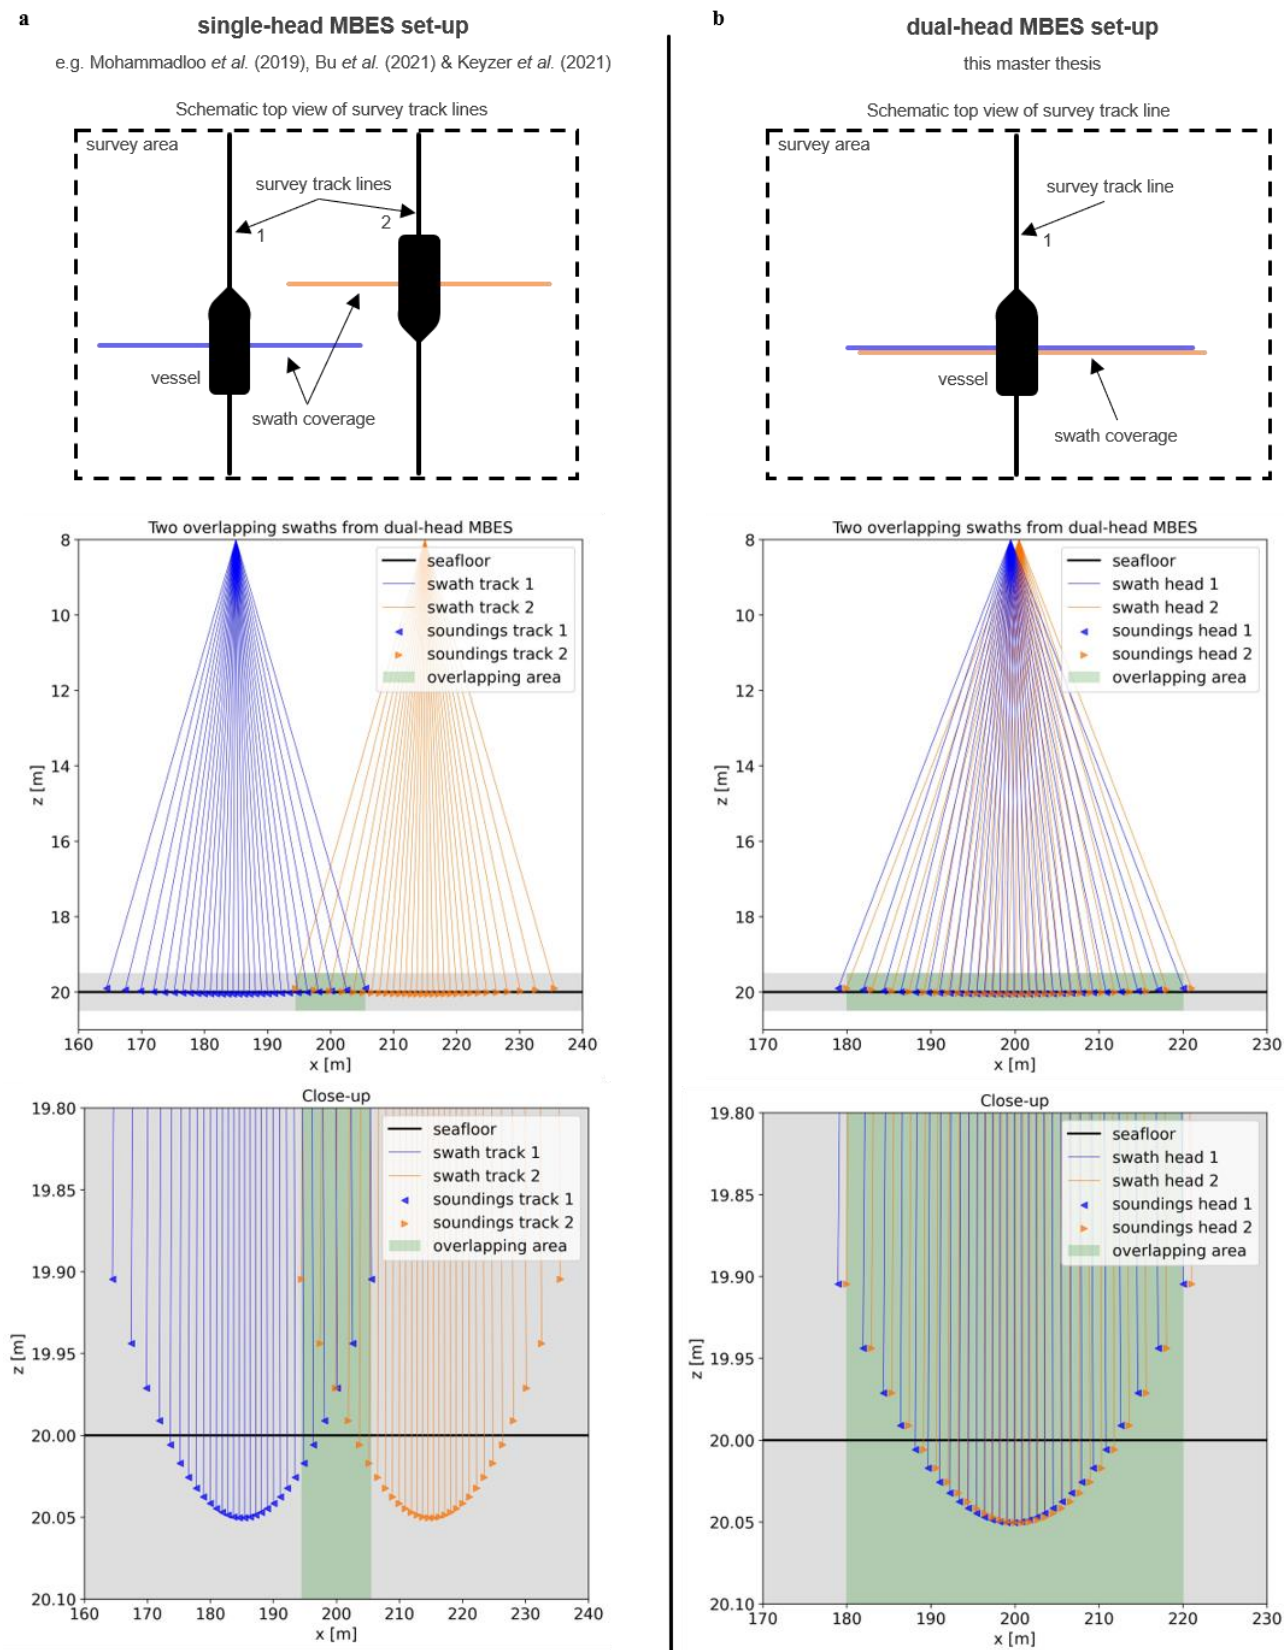 a
single-head MBES set-up
e.g. Mohammadloo et al. (2019), Bu et al. (2021) & Keyzer et al. (2021)
Schematic top view of survey track lines
survey area
survey track lines
1
2
vessel
swath coverage
Two overlapping swaths from dual-head MBES
seafloor
swath track 1
swath track 2
soundings track 1
soundings track 2
overlapping area
8
10
12
14
16
18
20
z [m]
160 170 180 190 200 210 220 230 240
x [m]
Close-up
seafloor
swath track 1
swath track 2
soundings track 1
soundings track 2
overlapping area
19.80
19.85
19.90
19.95
20.00
20.05
20.10
z [m]
160 170 180 190 200 210 220 230 240
x [m]
b
dual-head MBES set-up
this master thesis
Schematic top view of survey track line
survey area
survey track line
1
vessel
swath coverage
Two overlapping swaths from dual-head MBES
seafloor
swath head 1
swath head 2
soundings head 1
soundings head 2
overlapping area
8
10
12
14
16
18
20
z [m]
170 180 190 200 210 220 230
x [m]
Close-up
seafloor
swath head 1
swath head 2
soundings head 1
soundings head 2
overlapping area
19.80
19.85
19.90
19.95
20.00
20.05
20.10
z [m]
170 180 190 200 210 220 230
x [m]